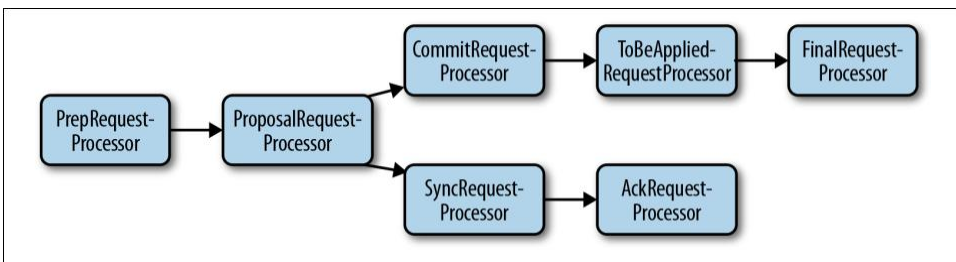 PrepRequest-
Processor
ProposalRequest-
Processor
CommitRequest-
Processor
ToBeApplied-
RequestProcessor
FinalRequest-
Processor
SyncRequest-
Processor
AckRequest-
Processor